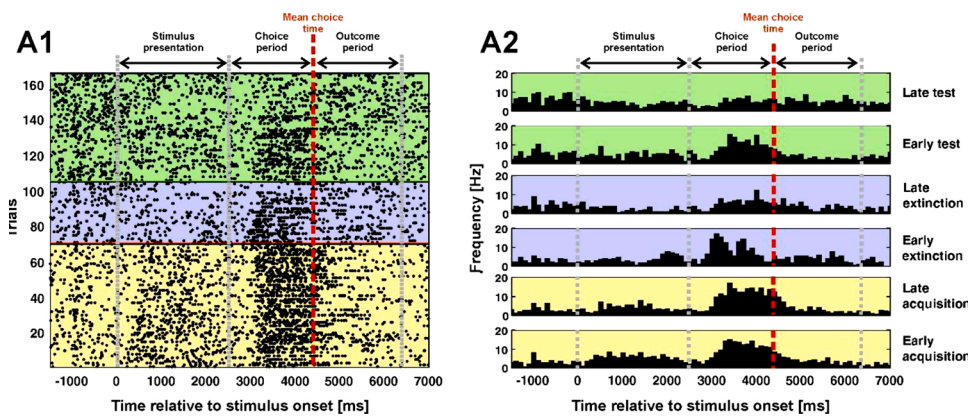 A1
Stimulus presentation
Choice period
Mean choice time
Outcome period
160
140
120
100
80
60
40
20
Trials
-1000 0 1000 2000 3000 4000 5000 6000 7000
Time relative to stimulus onset [ms]
A2
Stimulus presentation
Choice period
Mean choice time
Outcome period
20
10
0
Late test
20
10
0
Early test
20
10
0
Late extinction
20
10
0
Early extinction
20
10
0
Late acquisition
20
10
0
Early acquisition
Frequency [Hz]
-1000 0 1000 2000 3000 4000 5000 6000 7000
Time relative to stimulus onset [ms]